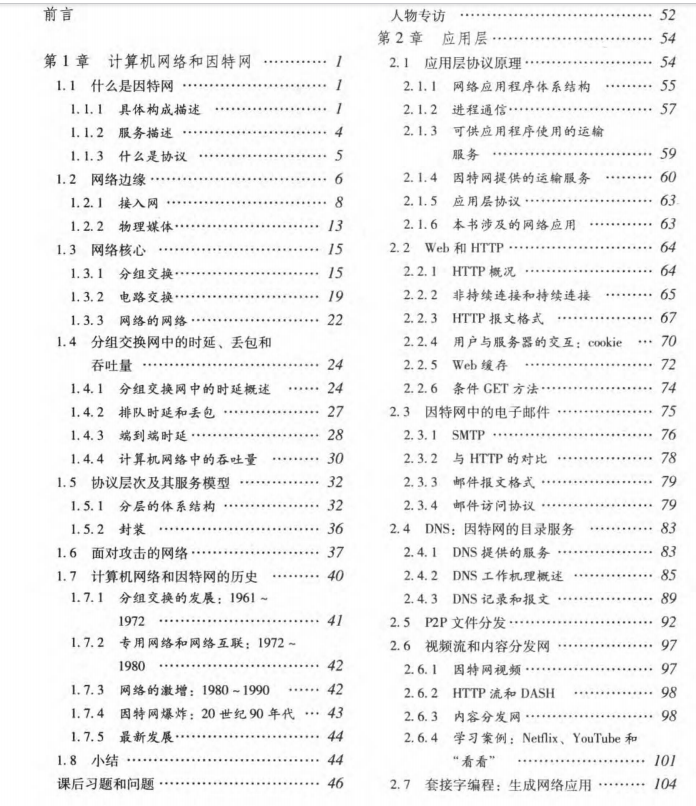 前言
第1章 计算机网络和因特网 ………… 1
1.1 什么是因特网 ………… 1
1.1.1 具体构成描述 ………… 1
1.1.2 服务描述 ………… 4
1.1.3 什么是协议 ………… 5
1.2 网络边缘 ………… 6
1.2.1 接入网 ………… 8
1.2.2 物理媒体 ………… 13
1.3 网络核心 ………… 15
1.3.1 分组交换 ………… 15
1.3.2 电路交换 ………… 19
1.3.3 网络的网络 ………… 22
1.4 分组交换网中的时延、丢包和
吞吐量 ………… 24
1.4.1 分组交换网中的时延概述 …… 24
1.4.2 排队时延和丢包 ………… 27
1.4.3 端到端时延 ………… 28
1.4.4 计算机网络中的吞吐量 ……… 30
1.5 协议层次及其服务模型 ………… 32
1.5.1 分层的体系结构 ………… 32
1.5.2 封装 ………… 36
1.6 面对攻击的网络 ………… 37
1.7 计算机网络和因特网的历史 ……… 40
1.7.1 分组交换的发展：1961~
1972 ………… 41
1.7.2 专用网络和网络互联：1972~
1980 ………… 42
1.7.3 网络的激增：1980~1990 …… 42
1.7.4 因特网爆炸：20世纪90年代 … 43
1.7.5 最新发展 ………… 44
1.8 小结 ………… 44
课后习题和问题 ………… 46
人物专访 ………… 52
第2章 应用层 ………… 54
2.1 应用层协议原理 ………… 54
2.1.1 网络应用程序体系结构 ……… 55
2.1.2 进程通信 ………… 57
2.1.3 可供应用程序使用的运输
服务 ………… 59
2.1.4 因特网提供的运输服务 ……… 60
2.1.5 应用层协议 ………… 63
2.1.6 本书涉及的网络应用 ………… 63
2.2 Web和HTTP ………… 64
2.2.1 HTTP概况 ………… 64
2.2.2 非持续连接和持续连接 ……… 65
2.2.3 HTTP报文格式 ………… 67
2.2.4 用户与服务器的交互：cookie … 70
2.2.5 Web缓存 ………… 72
2.2.6 条件GET方法 ………… 74
2.3 因特网中的电子邮件 ………… 75
2.3.1 SMTP ………… 76
2.3.2 与HTTP的对比 ………… 78
2.3.3 邮件报文格式 ………… 79
2.3.4 邮件访问协议 ………… 79
2.4 DNS：因特网的目录服务 ………… 83
2.4.1 DNS提供的服务 ………… 83
2.4.2 DNS工作机理概述 ………… 85
2.4.3 DNS记录和报文 ………… 89
2.5 P2P文件分发 ………… 92
2.6 视频流和内容分发网 ………… 97
2.6.1 因特网视频 ………… 97
2.6.2 HTTP流和DASH ………… 98
2.6.3 内容分发网 ………… 98
2.6.4 学习案例：Netflix、YouTube和
“看看” ………… 101
2.7 套接字编程：生成网络应用 ……… 104